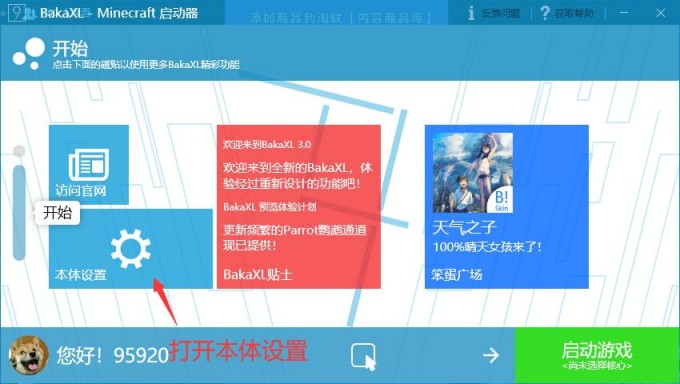 BakaXL - Minecraft 启动器
添加商品到淘

【内容商品库】
反馈问题
获取帮助
开始
点击下面的磁贴以使用更多BakaXL精彩功能
访问官网
开始
本体设置
欢迎来到BakaXL 3.0
欢迎来到全新的BakaXL，体
验经过重新设计的功能吧！
BakaXL 预览体验计划
更新频繁的Parrot鹦鹉通道
现已提供！
BakaXL贴士
B!
Skin
天气之子
100%晴天女孩来了！
笨蛋广场
您好！95920
打开本体设置
启动游戏
<尚未选择核心>